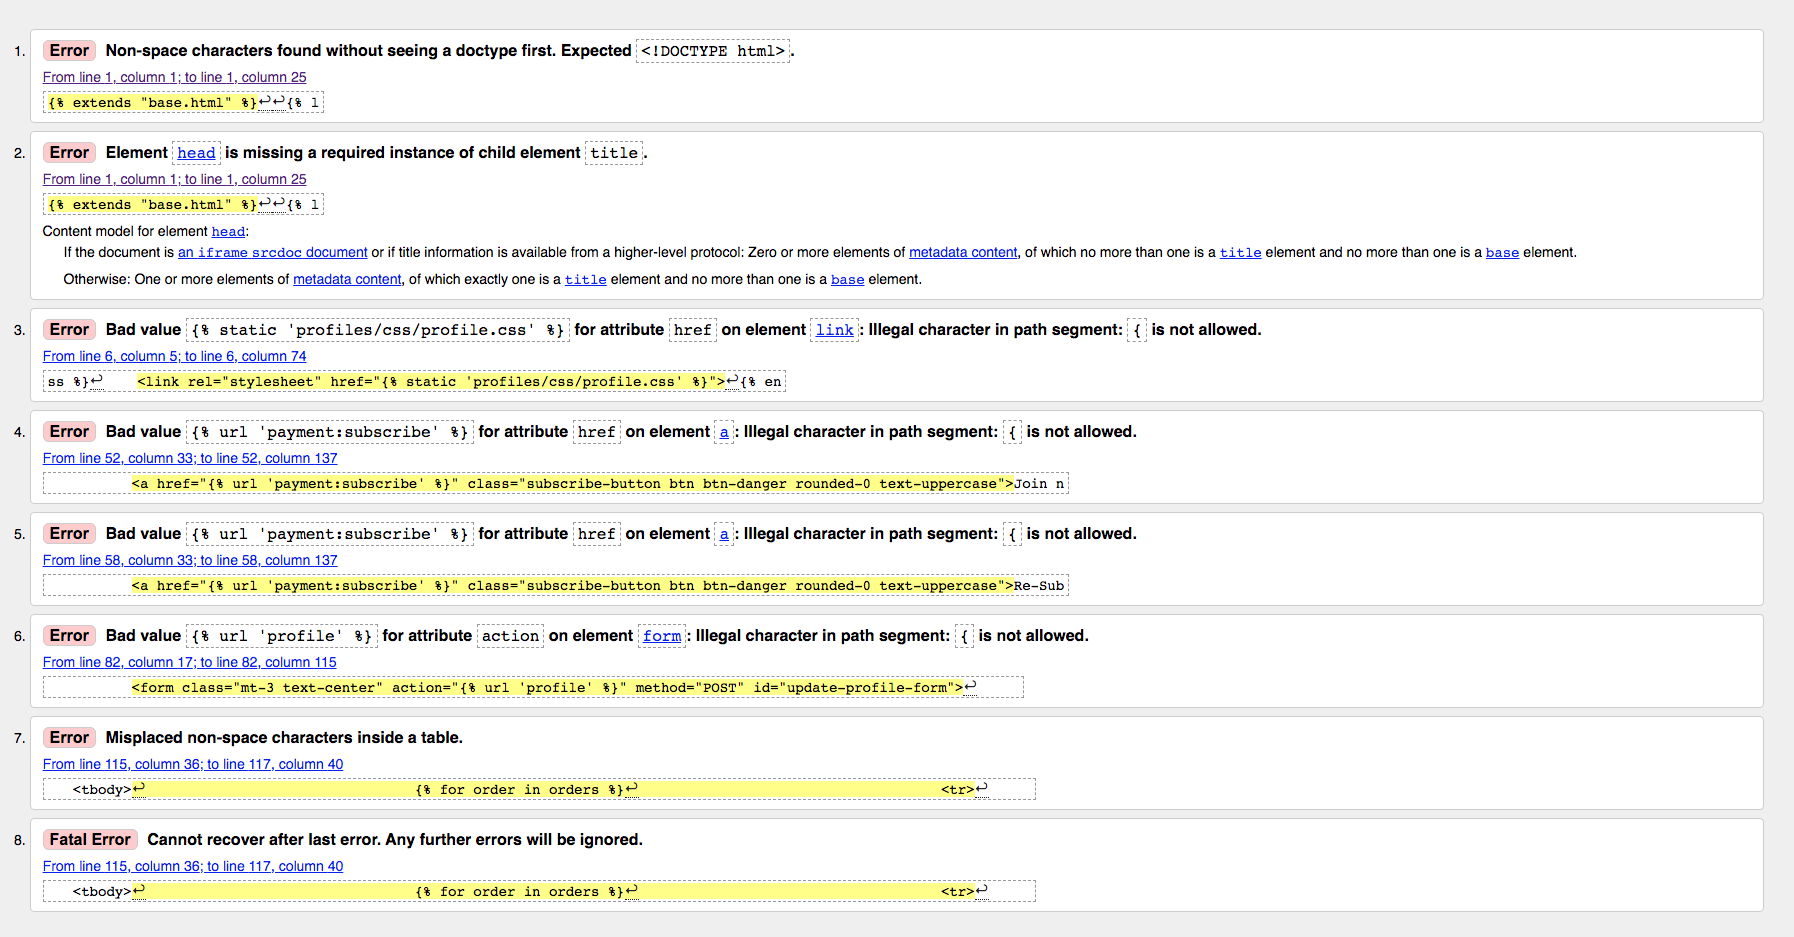 1. Error Non-space characters found without seeing a doctype first. Expected <!DOCTYPE html>.
From line 1, column 1; to line 1, column 25
{% extends "base.html" %}↩↩{% l
2. Error Element head is missing a required instance of child element title.
From line 1, column 1; to line 1, column 25
{% extends "base.html" %}↩↩{% l
Content model for element head:
If the document is an iframe srcdoc document or if title information is available from a higher-level protocol: Zero or more elements of metadata content, of which no more than one is a title element and no more than one is a base element.
Otherwise: One or more elements of metadata content, of which exactly one is a title element and no more than one is a base element.
3. Error Bad value {% static 'profiles/css/profile.css' %} for attribute href on element link: Illegal character in path segment: { is not allowed.
From line 6, column 5; to line 6, column 74
ss %}↩ <link rel="stylesheet" href="{% static 'profiles/css/profile.css' %}">↩{% en
4. Error Bad value {% url 'payment:subscribe' %} for attribute href on element a: Illegal character in path segment: { is not allowed.
From line 52, column 33; to line 52, column 137
<a href="{% url 'payment:subscribe' %}" class="subscribe-button btn btn-danger rounded-0 text-uppercase">Join n
5. Error Bad value {% url 'payment:subscribe' %} for attribute href on element a: Illegal character in path segment: { is not allowed.
From line 58, column 33; to line 58, column 137
<a href="{% url 'payment:subscribe' %}" class="subscribe-button btn btn-danger rounded-0 text-uppercase">Re-Sub
6. Error Bad value {% url 'profile' %} for attribute action on element form: Illegal character in path segment: { is not allowed.
From line 82, column 17; to line 82, column 115
<form class="mt-3 text-center" action="{% url 'profile' %}" method="POST" id="update-profile-form">↩
7. Error Misplaced non-space characters inside a table.
From line 115, column 36; to line 117, column 40
<tbody>↩ {% for order in orders %}↩ <tr>↩
8. Fatal Error Cannot recover after last error. Any further errors will be ignored.
From line 115, column 36; to line 117, column 40
<tbody>↩ {% for order in orders %}↩ <tr>↩